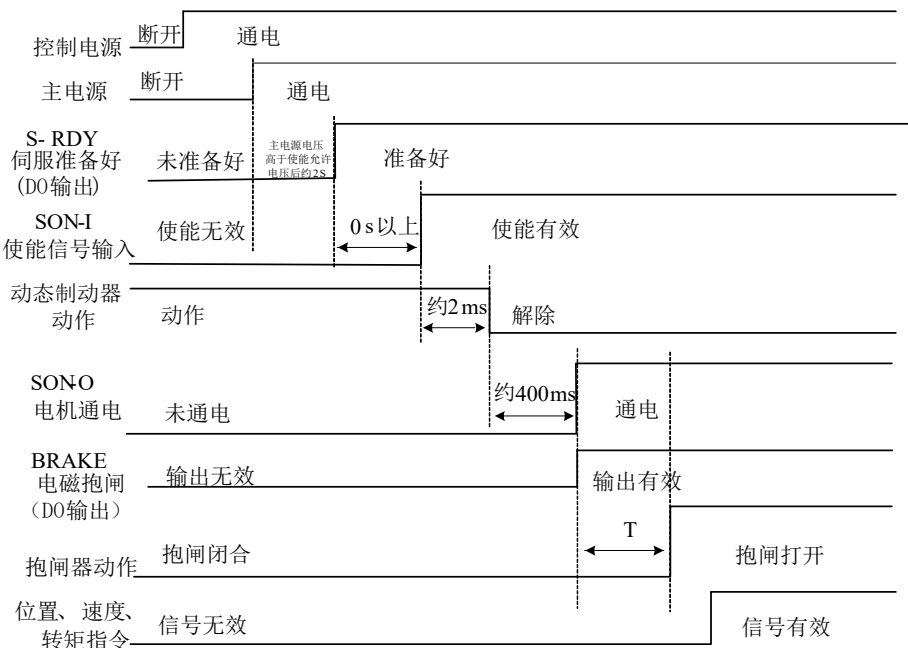 控制电源
断开
通电
主电源
断开
通电
S- RDY
伺服准备好
(DO输出)
未准备好
主电源电压
高于使能允许
电压后约2S
准备好
SON-I
使能信号输入
使能无效
0s以上
使能有效
动态制动器
动作
动作
约2ms
解除
SON-O
电机通电
未通电
约400ms
通电
BRAKE
电磁抱闸
（DO输出）
输出无效
输出有效
T
抱闸器动作
抱闸闭合
抱闸打开
位置、速度、
转矩指令
信号无效
信号有效